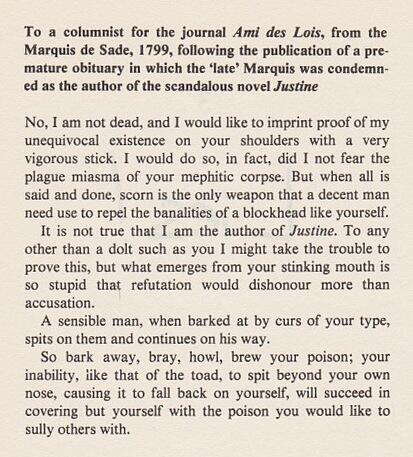 To a columnist for the journal Ami des Lois, from the
Marquis de Sade, 1799, following the publication of a pre-
mature obituary in which the 'late' Marquis was condemn-
ed as the author of the scandalous novel Justine
No, I am not dead, and I would like to imprint proof of my
unequivocal existence on your shoulders with a very
vigorous stick. I would do so, in fact, did I not fear the
plague miasma of your mephitic corpse. But when all is
said and done, scorn is the only weapon that a decent man
need use to repel the banalities of a blockhead like yourself.
It is not true that I am the author of Justine. To any
other than a dolt such as you I might take the trouble to
prove this, but what emerges from your stinking mouth is
so stupid that refutation would dishonour more than
accusation.
A sensible man, when barked at by curs of your type,
spits on them and continues on his way.
So bark away, bray, howl, brew your poison; your
inability, like that of the toad, to spit beyond your own
nose, causing it to fall back on yourself, will succeed in
covering but yourself with the poison you would like to
sully others with.